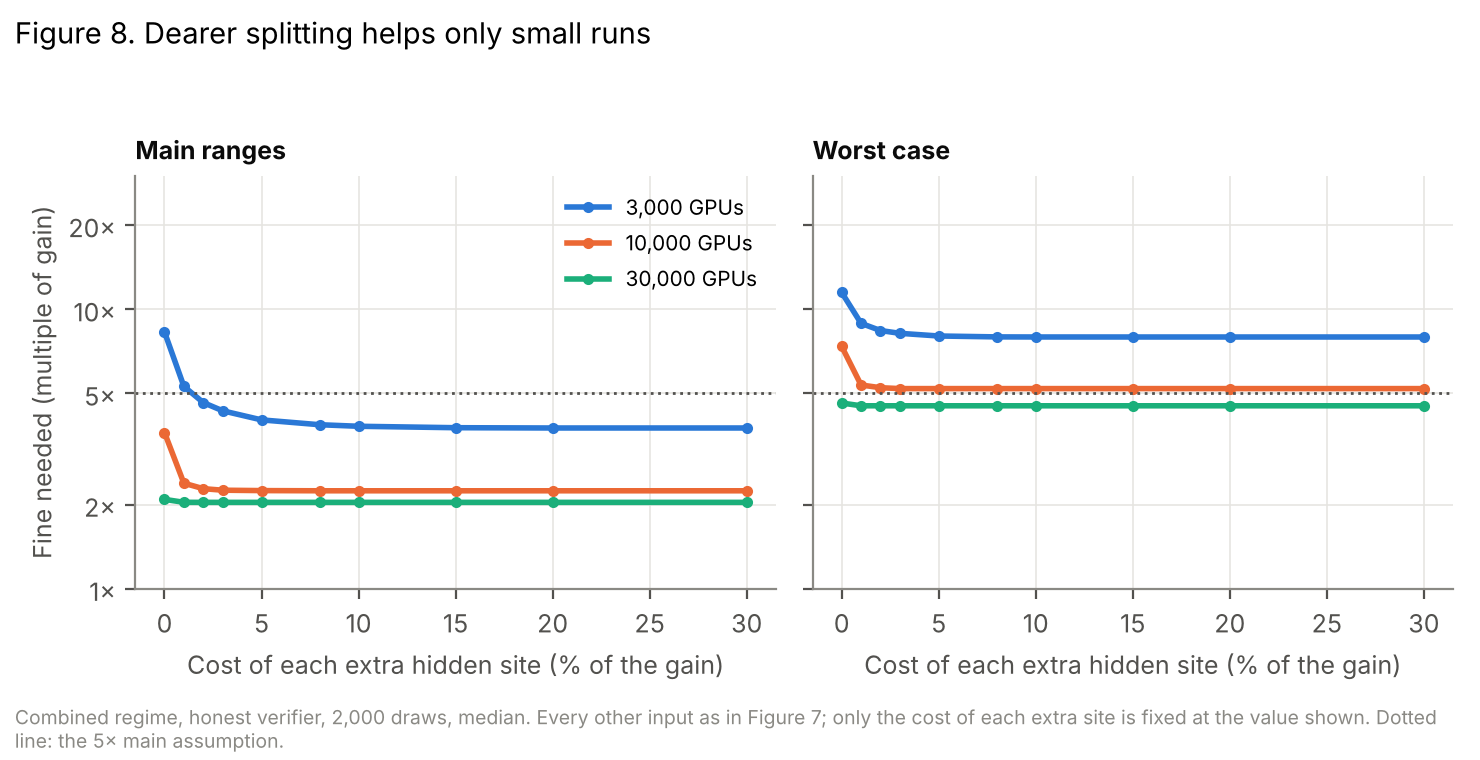 Figure 8. Dearer splitting helps only small runs
Main ranges
Worst case
Fine needed (multiple of gain)
20×
10×
5×
2×
1×
3,000 GPUs
10,000 GPUs
30,000 GPUs
0 5 10 15 20 25 30
0 5 10 15 20 25 30
Cost of each extra hidden site (% of the gain)
Cost of each extra hidden site (% of the gain)
Combined regime, honest verifier, 2,000 draws, median. Every other input as in Figure 7; only the cost of each extra site is fixed at the value shown. Dotted
line: the 5× main assumption.